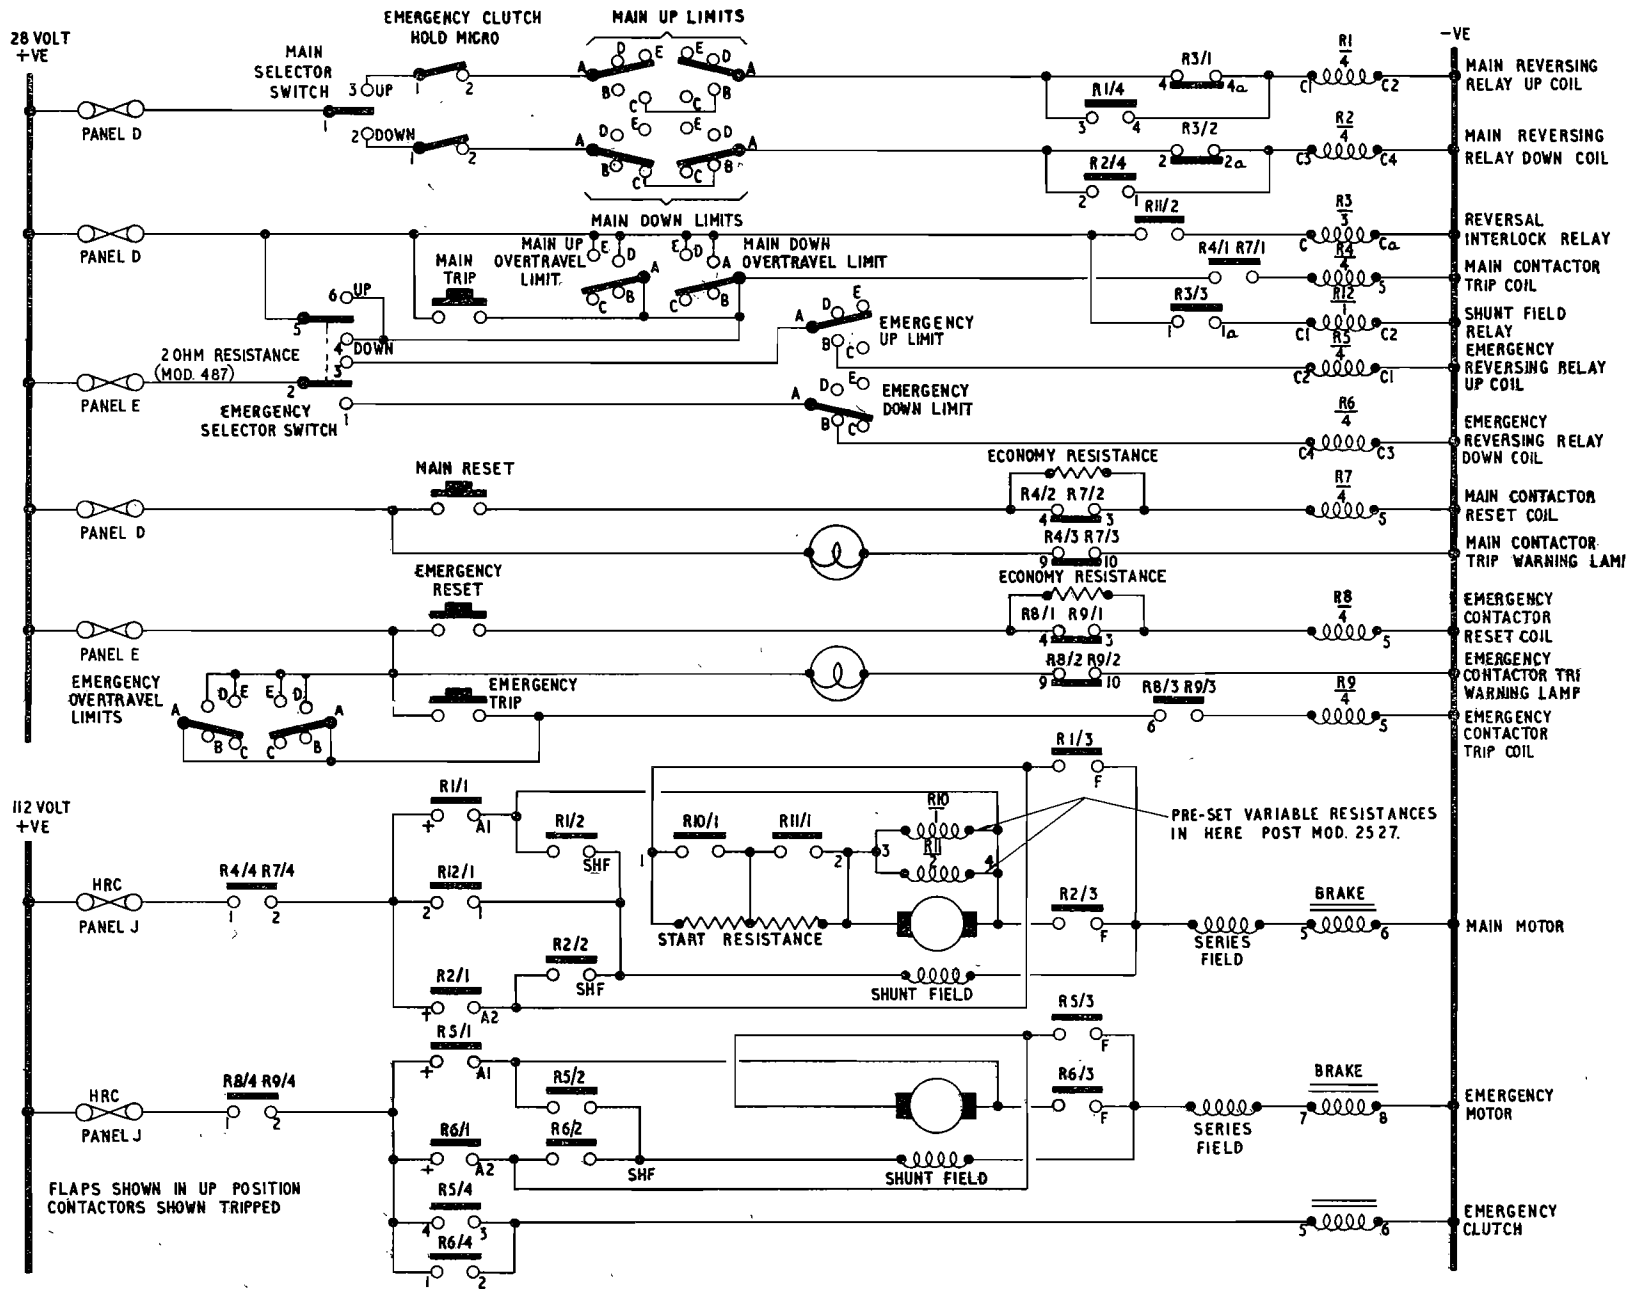 EMERGENCY CLUTCH
HOLD MICRO
MAIN UP LIMITS
28 VOLT
+VE
-VE
MAIN
SELECTOR
SWITCH
3 UP
1
2 DOWN
PANEL D
1 2
1 2
A D E E D A
B C C B
A D E E D A
B C C B
MAIN DOWN LIMITS
R3/1
4 4a
R1/4
3 4
R3/2
2 2a
R2/4
2 1
R1
4
C1 C2
MAIN REVERSING
RELAY UP COIL
R2
4
C3 C4
MAIN REVERSING
RELAY DOWN COIL
PANEL D
MAIN UP
OVERTRAVEL
LIMIT
E D A
C B
MAIN DOWN
OVERTRAVEL LIMIT
E D A
C B
MAIN
TRIP
R11/2
R3
3
C Ca
REVERSAL
INTERLOCK RELAY
R4/1 R7/1
R4
4
5
MAIN CONTACTOR
TRIP COIL
R3/3
1 1a
R12
1
C1 C2
SHUNT FIELD
RELAY
6 UP
5
4 DOWN
3
2
1
2 OHM RESISTANCE
(MOD. 487)
PANEL E
EMERGENCY
SELECTOR SWITCH
A D E
B C
EMERGENCY
UP LIMIT
R5
4
C2 C1
EMERGENCY
REVERSING RELAY
UP COIL
A D E
B C
EMERGENCY
DOWN LIMIT
R6
4
C4 C3
EMERGENCY
REVERSING RELAY
DOWN COIL
PANEL D
MAIN RESET
ECONOMY RESISTANCE
R4/2 R7/2
4 3
R7
4
5
MAIN CONTACTOR
RESET COIL
R4/3 R7/3
9 10
MAIN CONTACTOR
TRIP WARNING LAM
EMERGENCY
RESET
PANEL E
ECONOMY RESISTANCE
R8/1 R9/1
4 3
R8
4
5
EMERGENCY
CONTACTOR
RESET COIL
R8/2 R9/2
9 10
EMERGENCY
CONTACTOR TRI
WARNING LAMP
EMERGENCY
OVERTRAVEL
LIMITS
A D E E D A
B C C B
EMERGENCY
TRIP
R8/3 R9/3
6
R9
4
5
EMERGENCY
CONTACTOR
TRIP COIL
112 VOLT
+VE
R1/1
+ A1
R1/2
SHF
R10/1
R11/1
1 2
R10
1
R11
2
3 4
R1/3
F
PRE-SET VARIABLE RESISTANCES
IN HERE POST MOD. 2527.
HRC
PANEL J
R4/4 R7/4
1 2
R12/1
2 1
START RESISTANCE
R2/3
F
SERIES
FIELD
BRAKE
5 6
MAIN MOTOR
R2/2
SHF
R2/1
+ A2
SHUNT FIELD
R5/1
+ A1
R5/3
F
HRC
PANEL J
R8/4 R9/4
1 2
R5/2
R6/3
F
SERIES
FIELD
BRAKE
7 8
EMERGENCY
MOTOR
R6/1
+ A2
R6/2
SHF
SHUNT FIELD
FLAPS SHOWN IN UP POSITION
CONTACTORS SHOWN TRIPPED
R5/4
4 3
R6/4
1 2
5 6
EMERGENCY
CLUTCH